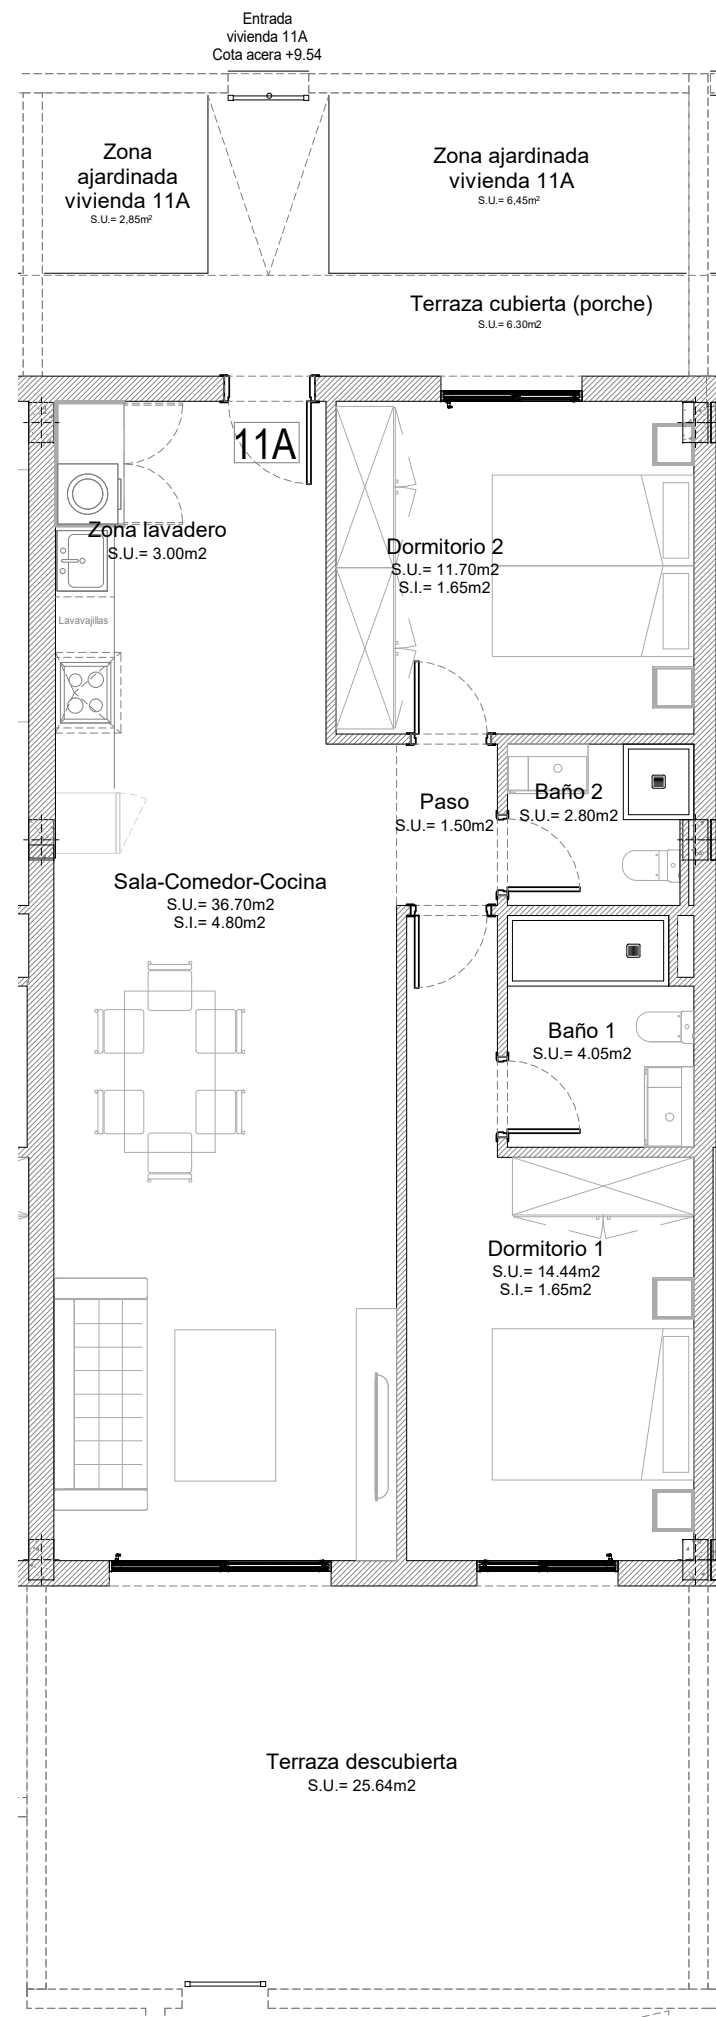 Entrada
vivienda 11A
Cota acera +9.54
Zona
ajardinada
vivienda 11A
S.U.= 2,85m²
Zona ajardinada
vivienda 11A
S.U.= 6,45m²
Terraza cubierta (porche)
S.U.= 6.30m2
11A
Zona lavadero
S.U.= 3.00m2
Dormitorio 2
S.U.= 11.70m2
S.I.= 1.65m2
Lavavajillas
Paso
S.U.= 1.50m2
Baño 2
S.U.= 2.80m2
Sala-Comedor-Cocina
S.U.= 36.70m2
S.I.= 4.80m2
Baño 1
S.U.= 4.05m2
Dormitorio 1
S.U.= 14.44m2
S.I.= 1.65m2
Terraza descubierta
S.U.= 25.64m2